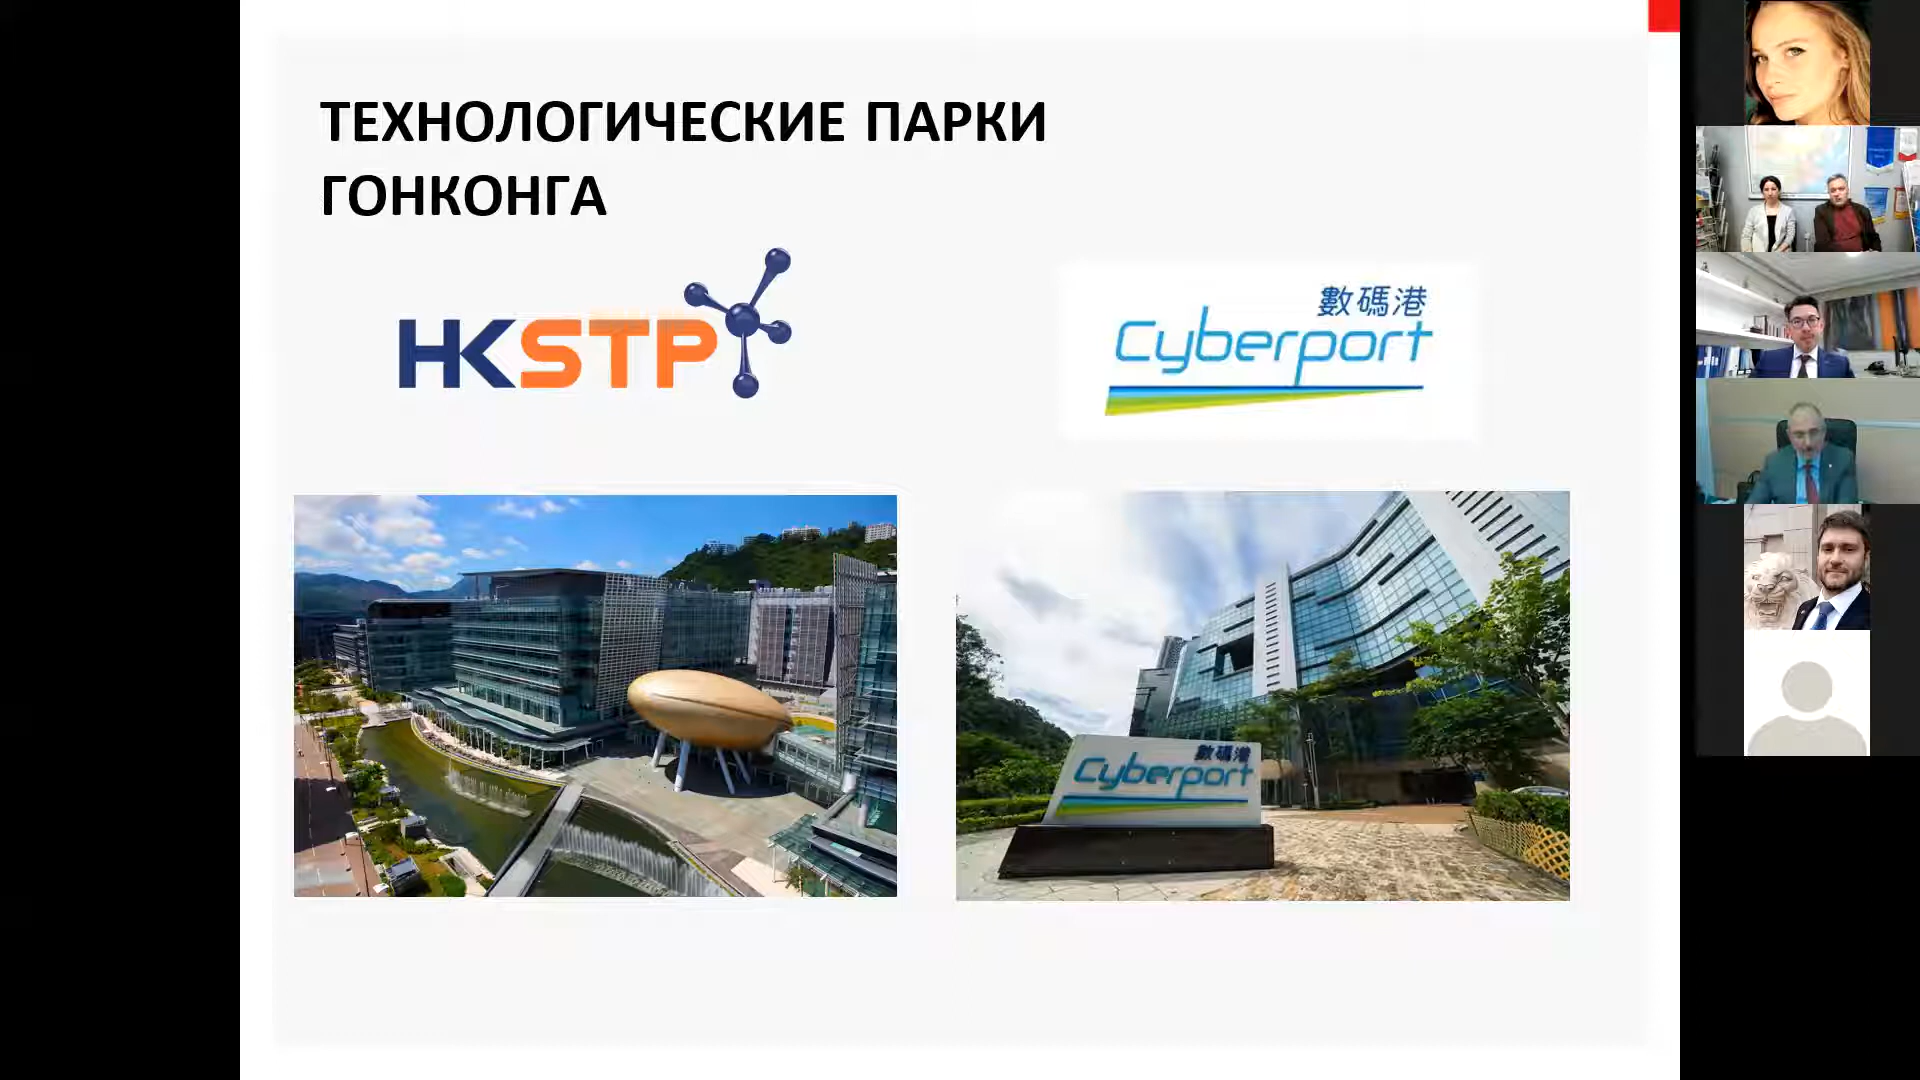 ТЕХНОЛОГИЧЕСКИЕ ПАРКИ
ГОНКОНГА
HKSTP
數碼港
Cyberport
數碼港
Cyberport